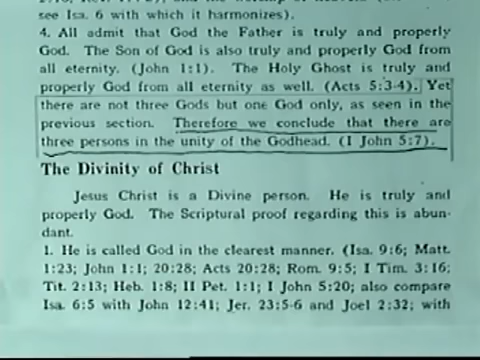 see Isa. 6 with which it harmonizes).
4. All admit that God the Father is truly and properly
God. The Son of God is also truly and properly God from
all eternity. (John 1:1). The Holy Ghost is truly and
properly God from all eternity as well. (Acts 5:3-4). Yet
there are not three Gods but one God only, as seen in the
previous section. Therefore we conclude that there are
three persons in the unity of the Godhead. (I John 5:7).
The Divinity of Christ
Jesus Christ is a Divine person. He is truly and
properly God. The Scriptural proof regarding this is abun-
dant.
1. He is called God in the clearest manner. (Isa. 9:6; Matt.
1:23; John 1:1; 20:28; Acts 20:28; Rom. 9:5; I Tim. 3:16;
Tit. 2:13; Heb. 1:8; II Pet. 1:1; I John 5:20; also compare
Isa. 6:5 with John 12:41; Jer. 23:5-6 and Joel 2:32; with